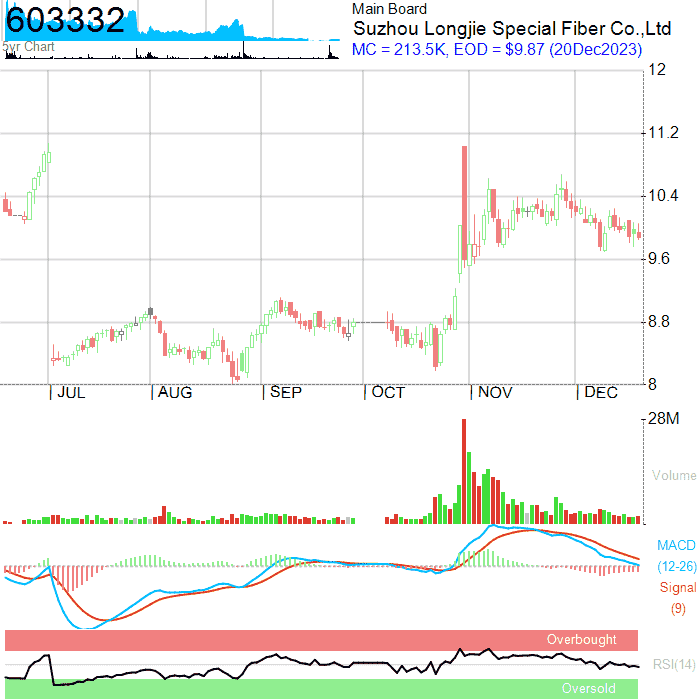 603332
5yr Chart
Main Board
Suzhou Longjie Special Fiber Co.,Ltd
MC = 213.5K, EOD = $9.87 (20Dec2023)
12
11.2
10.4
9.6
8.8
8
JUL AUG SEP OCT NOV DEC
28M
Volume
MACD
(12-26)
Signal
(9)
Overbought
RSI(14)
Oversold